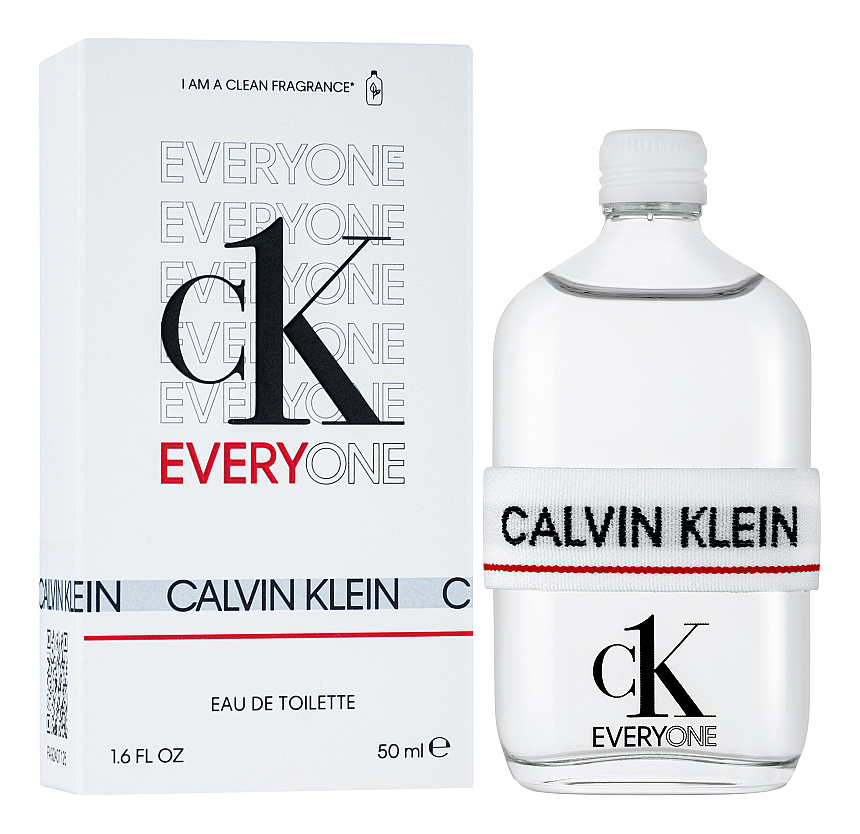 I AM A CLEAN FRAGRANCE*
EVERYONE
EVERYONE
EVERYONE
EVERYONE
EVERYONE
cK
EVERYONE
CALVIN KLEIN CALVIN KLEIN C
EAU DE TOILETTE
1.6 FL OZ 50 ml ℮
CALVIN KLEIN
cK
EVERYONE